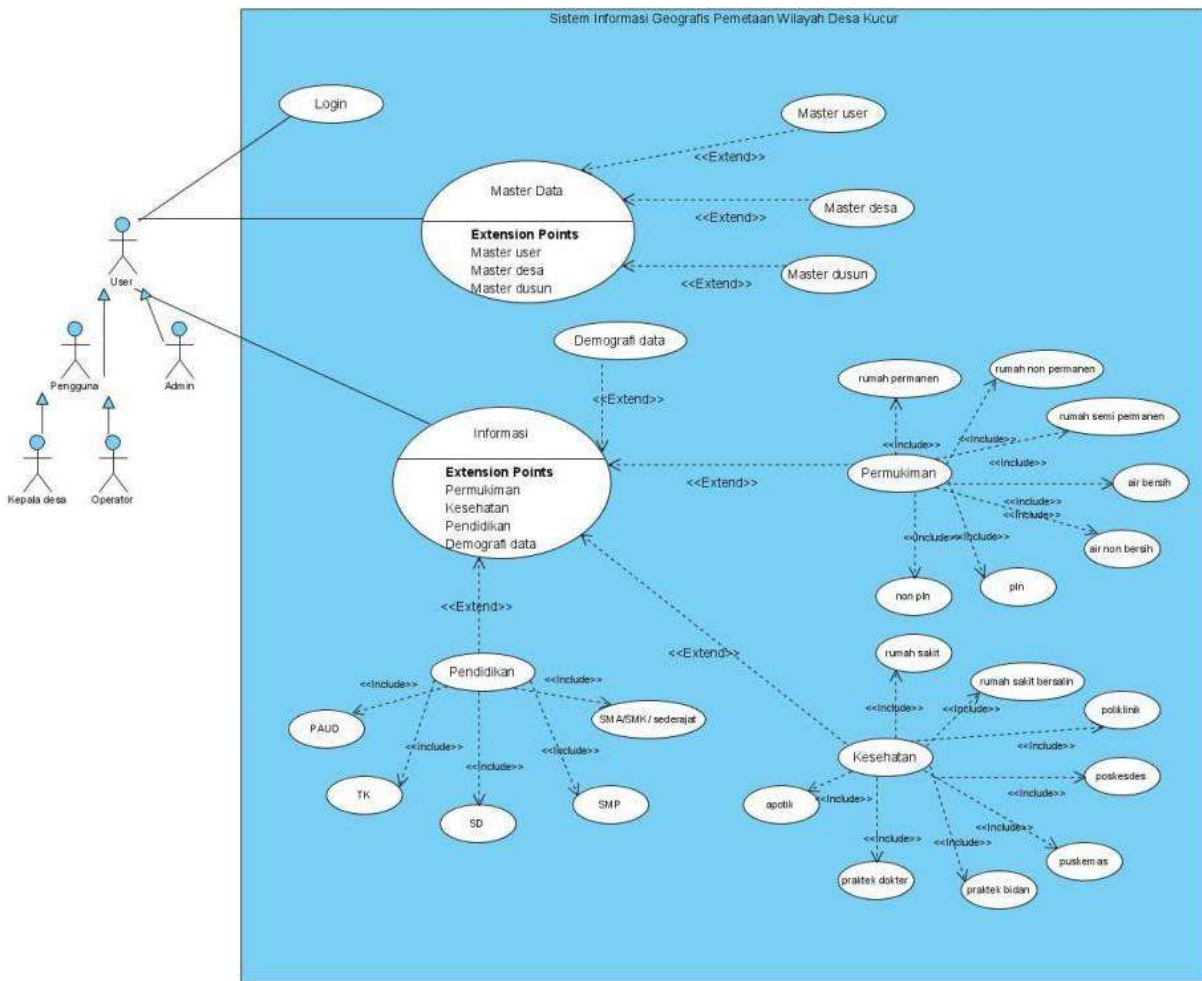 Sistem Informasi Geografis Pemetaan Wilayah Desa Kucur
Login
Master user
<<Extend>>
Master Data
Extension Points
Master user
Master desa
Master dusun
Master desa
<<Extend>>
Master dusun
<<Extend>>
User
Pengguna
Admin
Kepala desa
Operator
Demografi data
<<Extend>>
Informasi
Extension Points
Permukiman
Kesehatan
Pendidikan
Demografi data
<<Extend>>
rumah permanen
rumah non permanen
rumah semi permanen
<<Include>>
<<Include>>
<<Include>>
Permukiman
air bersih
<<Include>>
<<Include>>
air non bersih
<<Include>>
<<Include>>
non pln
pln
<<Extend>>
Pendidikan
<<Include>>
<<Include>>
PAUD
SMA/SMK / sederajat
<<Include>>
<<Include>>
<<Include>>
TK
SD
SMP
<<Extend>>
rumah sakit
rumah sakit bersalin
poliklinik
<<Include>>
<<Include>>
<<Include>>
Kesehatan
poskesdes
<<Include>>
apotik
<<Include>>
<<Include>>
<<Include>>
<<Include>>
puskemas
praktek dokter
praktek bidan